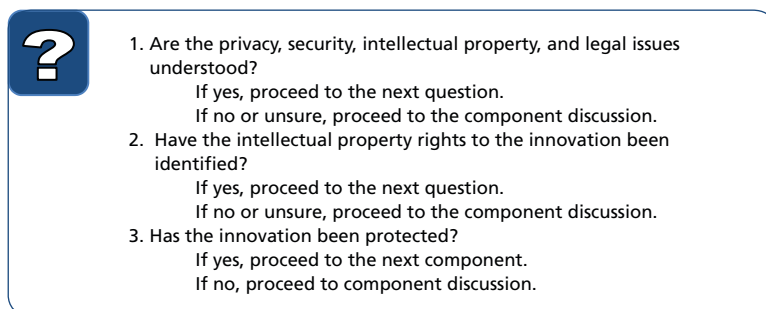 ?
1. Are the privacy, security, intellectual property, and legal issues
understood?
If yes, proceed to the next question.
If no or unsure, proceed to the component discussion.
2. Have the intellectual property rights to the innovation been
identified?
If yes, proceed to the next question.
If no or unsure, proceed to the component discussion.
3. Has the innovation been protected?
If yes, proceed to the next component.
If no, proceed to component discussion.